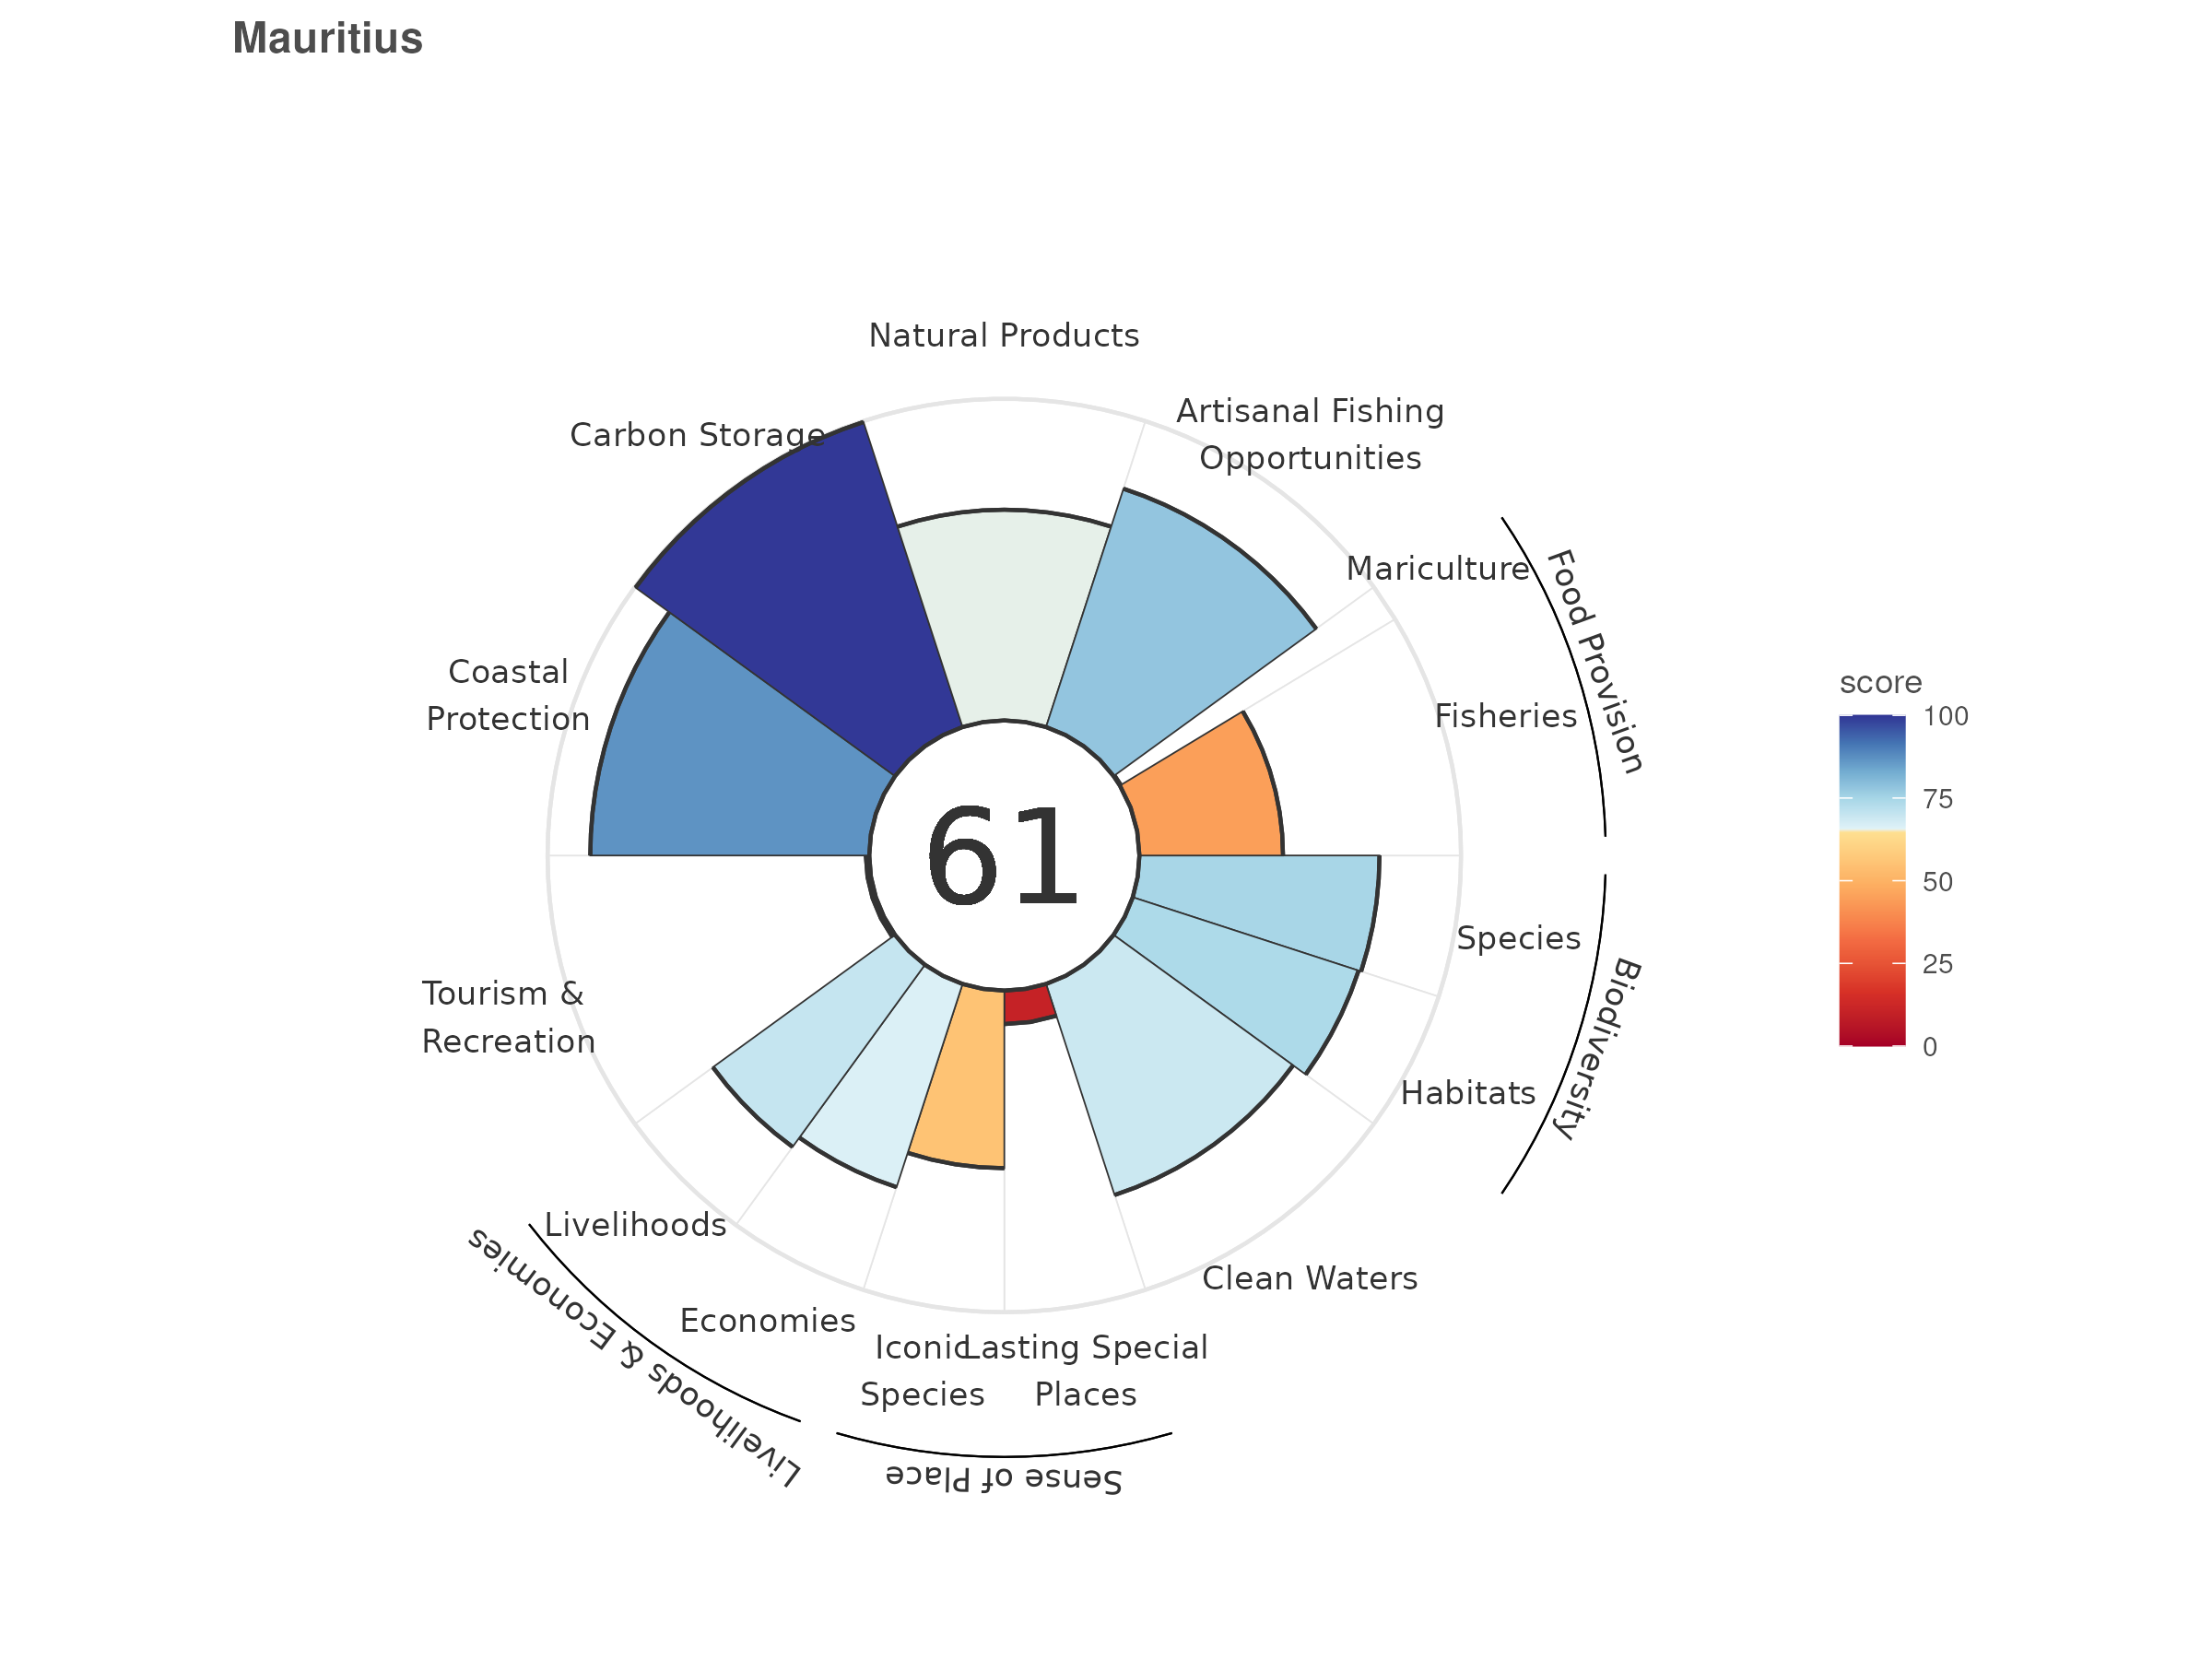 Mauritius
Natural Products
Artisanal Fishing
Opportunities
Carbon Storage
Mariculture
Food Provision
Coastal
Protection
Fisheries
score
100
75
50
25
0
61
Species
Biodiversity
Habitats
Tourism &
Recreation
Livelihoods
Clean Waters
Economies
Livelihoods & Economies
Iconic
Species
Lasting Special
Places
Sense of Place